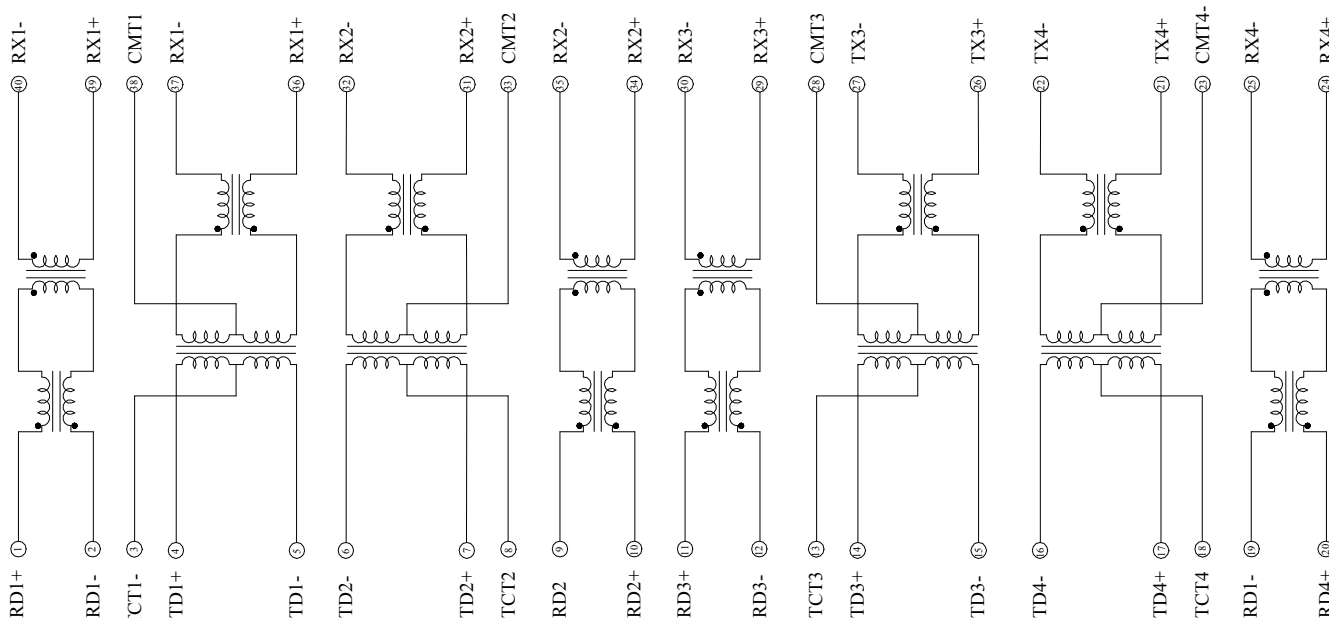 RX1-
RX1+
CMT1
RX1-
RX1+
RX2-
RX2+
CMT2
RX2-
RX2+
RX3-
RX3+
CMT3
TX3-
TX3+
TX4-
TX4+
CMT4-
RX4-
RX4+
40
39
38
37
36
32
31
33
35
34
30
29
28
27
26
22
21
23
25
24
1
2
3
4
5
6
7
8
9
10
11
12
13
14
15
16
17
18
19
20
RD1+
RD1-
TCT1-
TD1+
TD1-
TD2-
TD2+
TCT2
RD2
RD2+
RD3+
RD3-
TCT3
TD3+
TD3-
TD4-
TD4+
TCT4
RD1-
RD4+